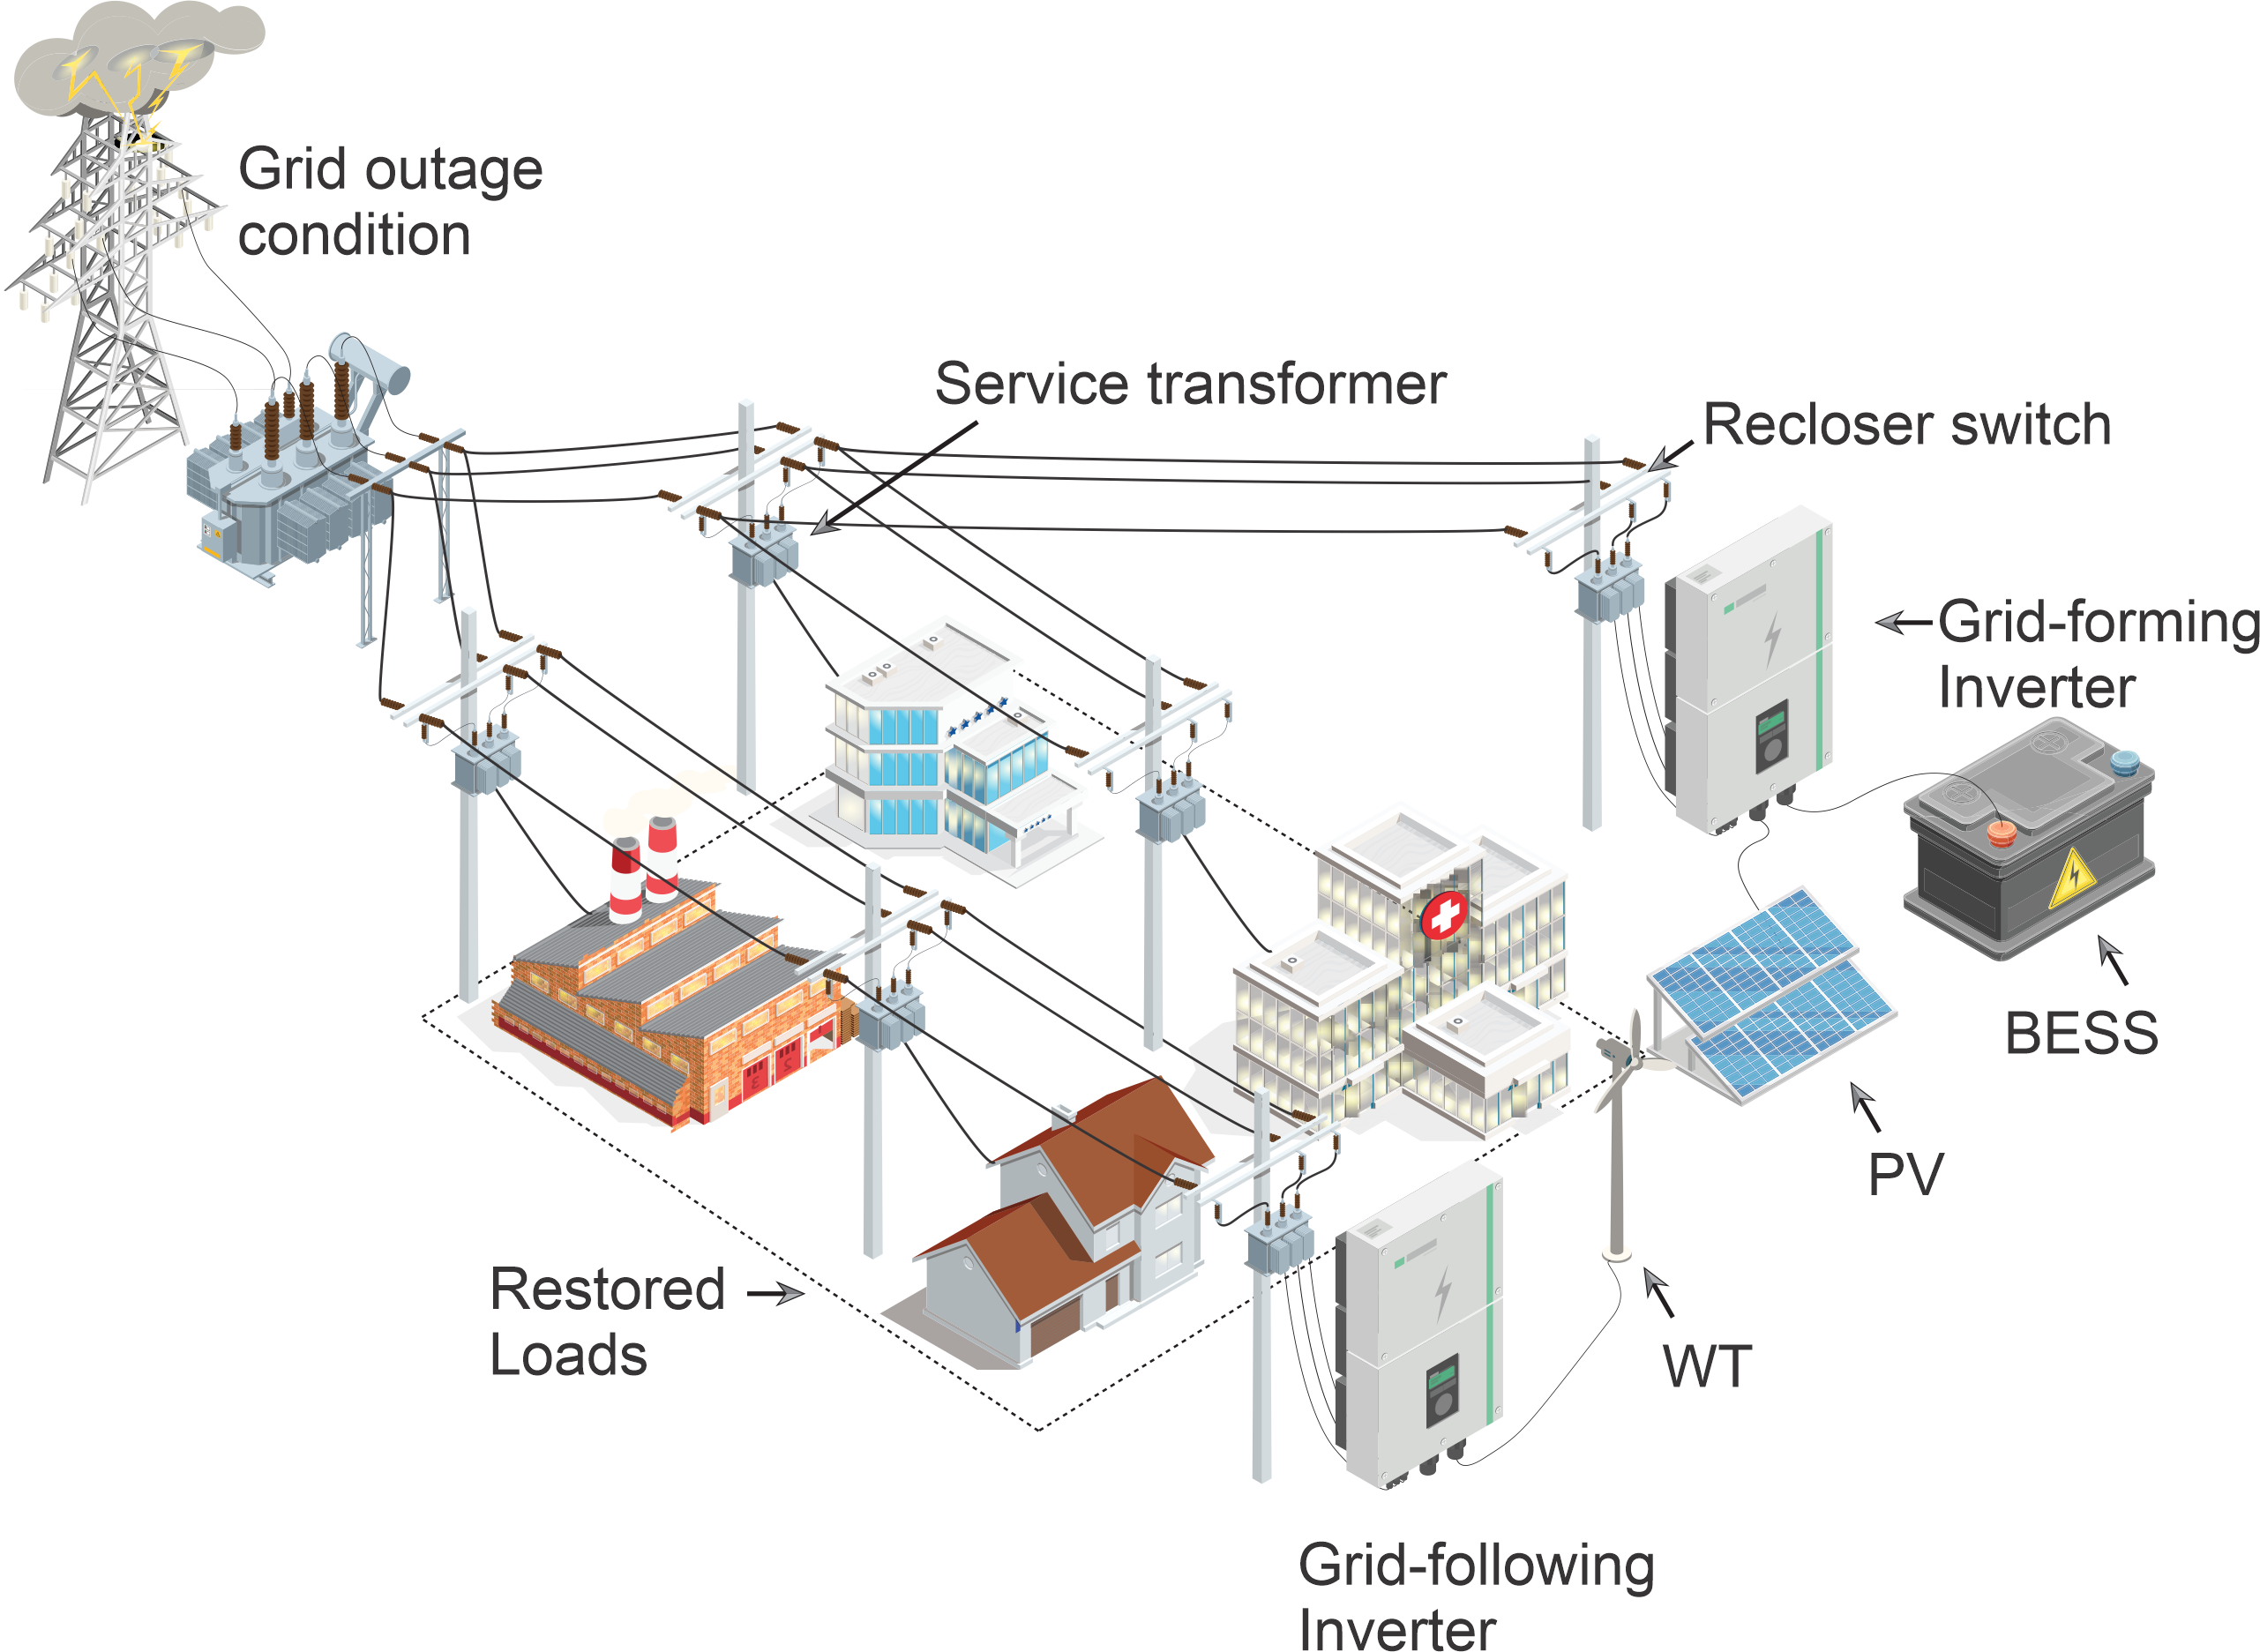 Grid outage
condition
Service transformer
Recloser switch
Grid-forming
Inverter
BESS
PV
WT
Restored
Loads
Grid-following
Inverter